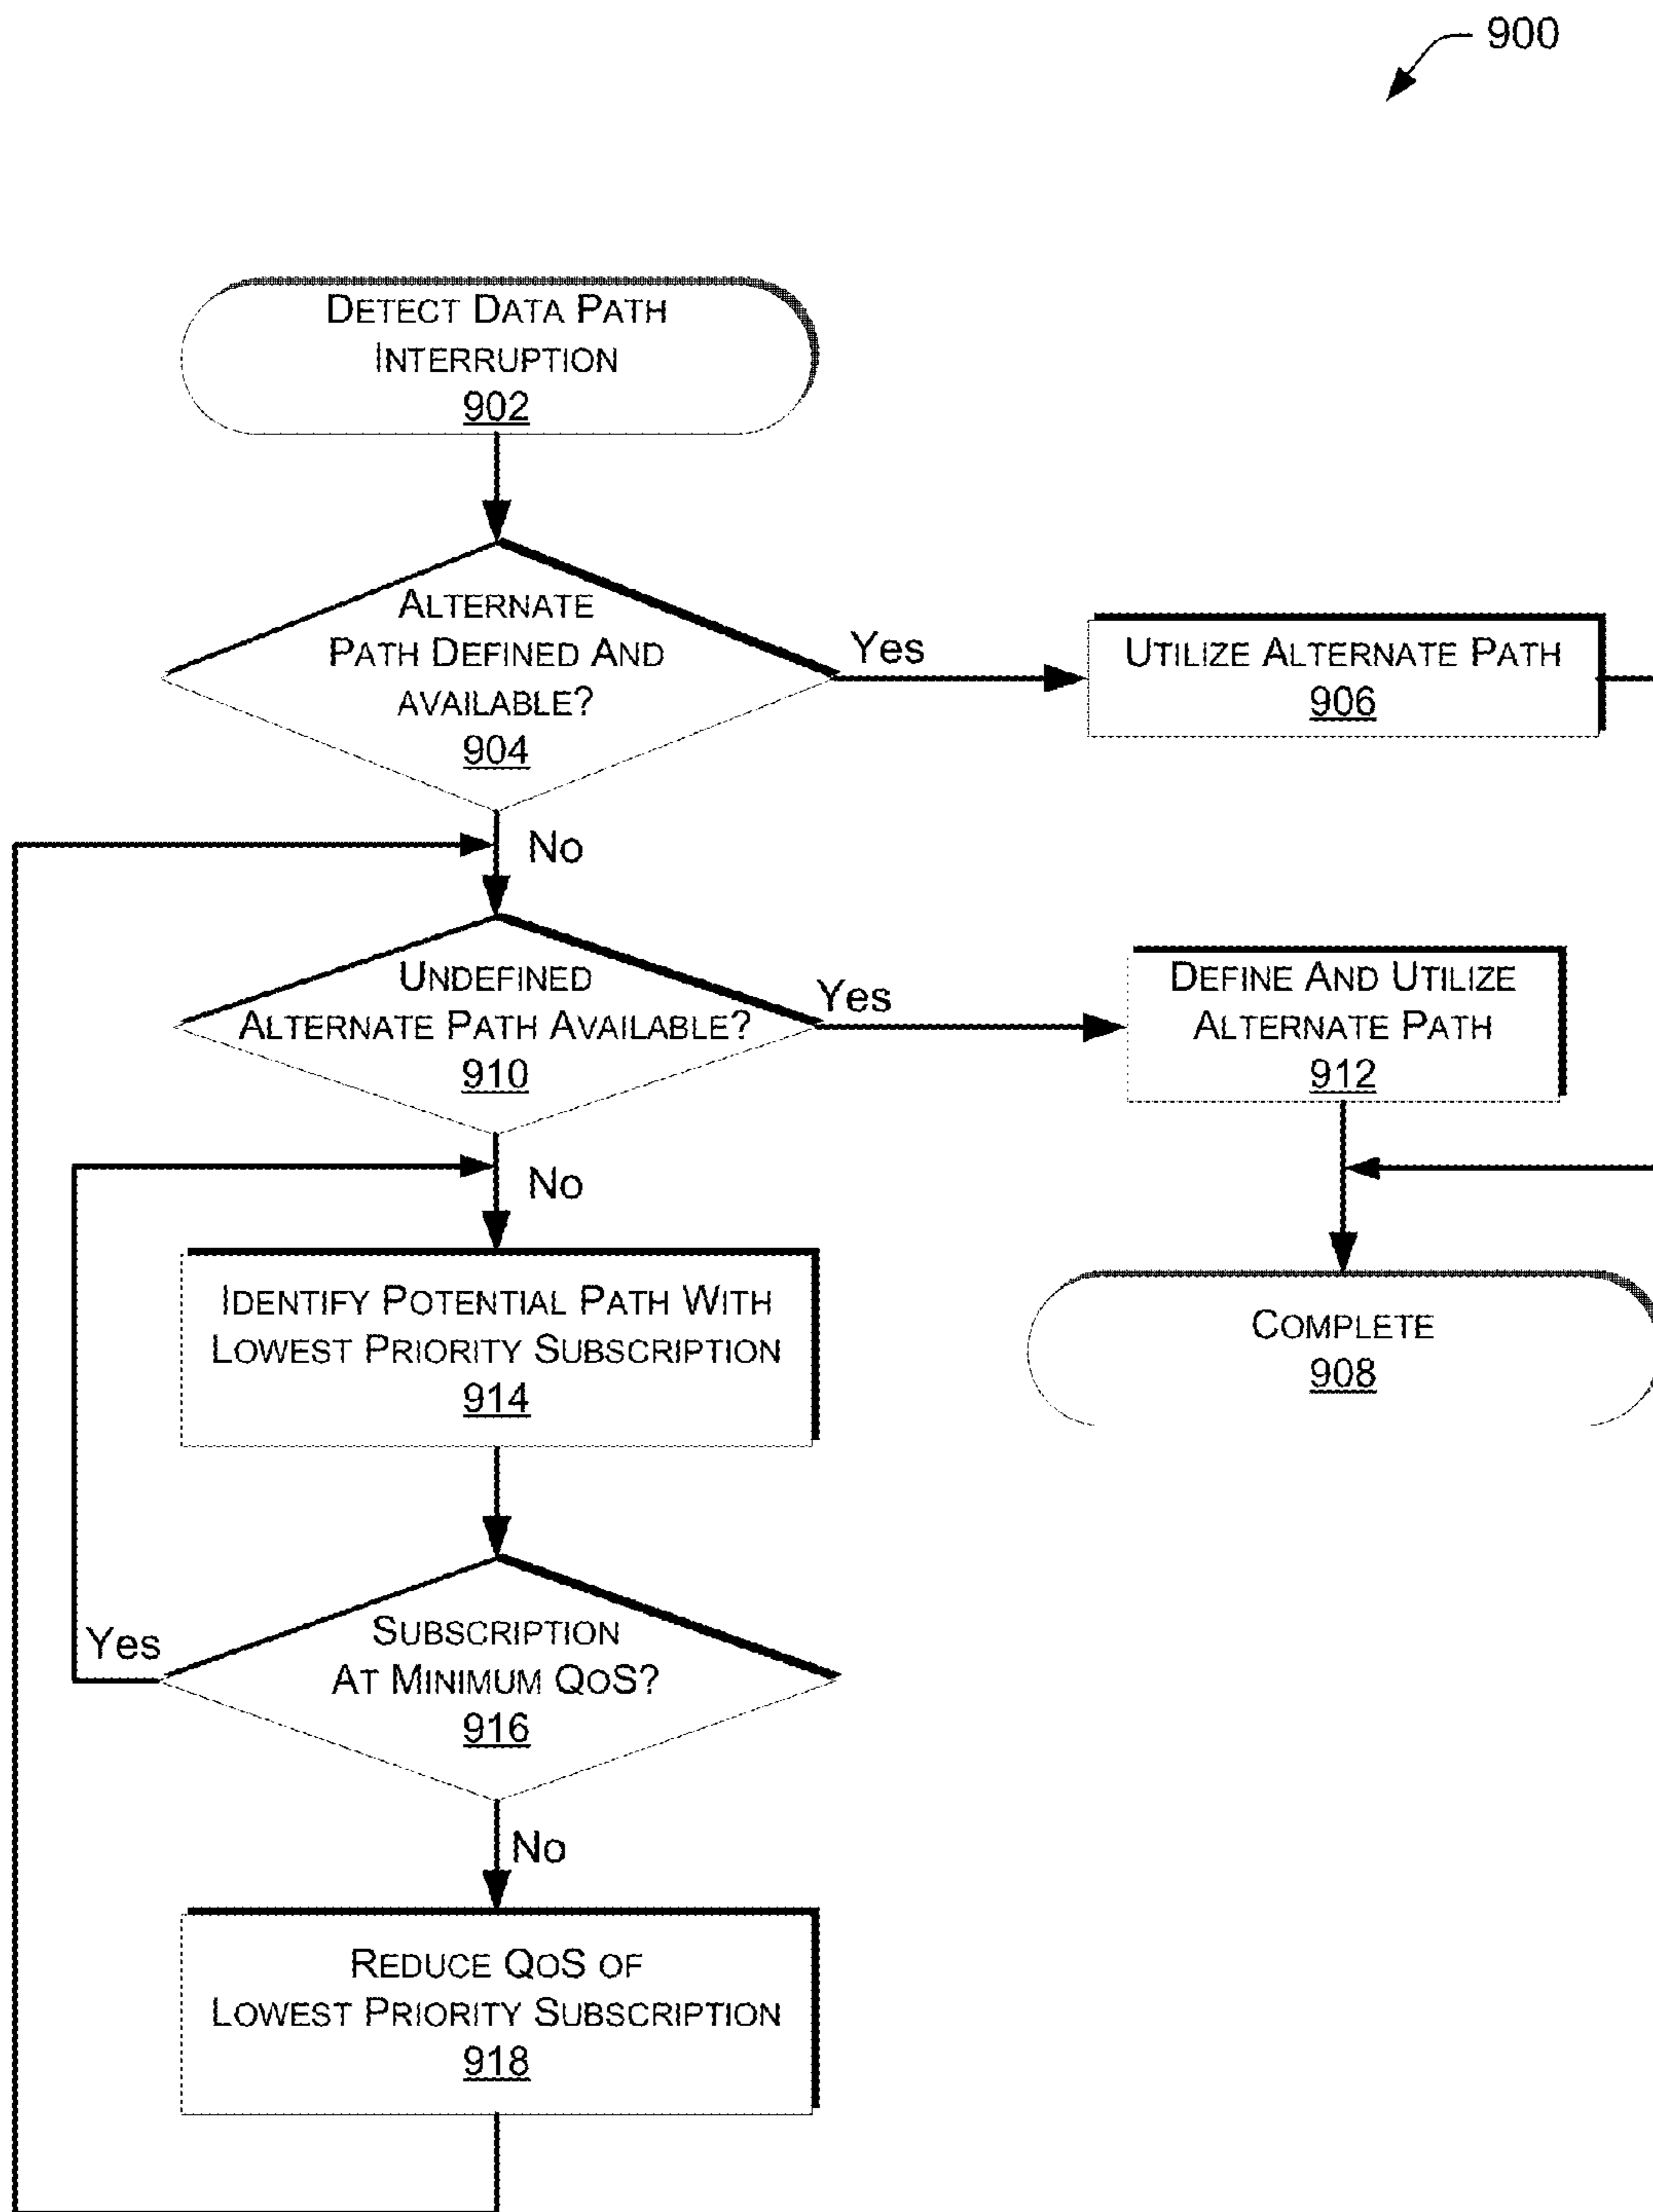 900
DETECT DATA PATH
INTERRUPTION
902
ALTERNATE
PATH DEFINED AND
AVAILABLE?
904
Yes
UTILIZE ALTERNATE PATH
906
No
UNDEFINED
ALTERNATE PATH AVAILABLE?
910
Yes
DEFINE AND UTILIZE
ALTERNATE PATH
912
No
IDENTIFY POTENTIAL PATH WITH
LOWEST PRIORITY SUBSCRIPTION
914
COMPLETE
908
Yes
SUBSCRIPTION
AT MINIMUM QOS?
916
No
REDUCE QOS OF
LOWEST PRIORITY SUBSCRIPTION
918